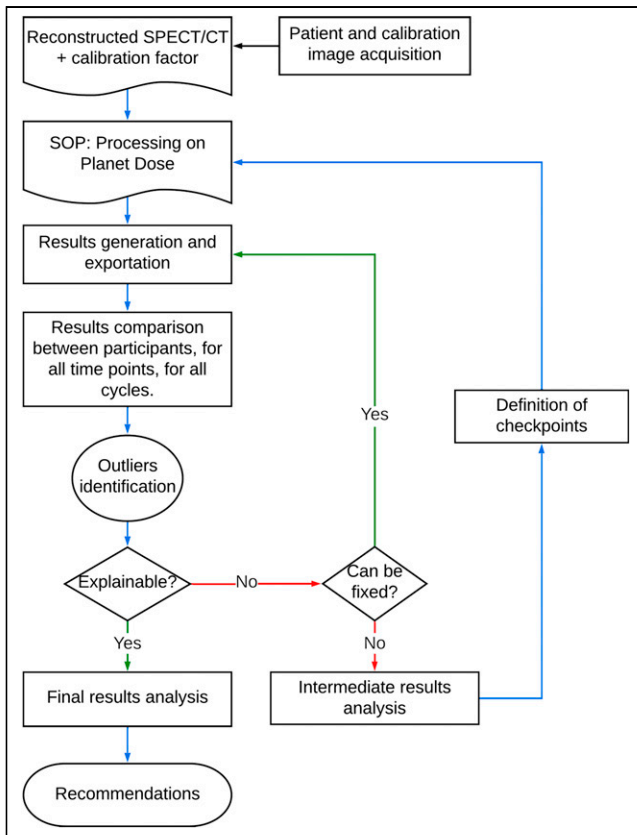 Reconstructed SPECT/CT
+ calibration factor
Patient and calibration
image acquisition
SOP: Processing on
Planet Dose
Results generation and
exportation
Results comparison
between participants, for
all time points, for all
cycles.
Yes
Definition of
checkpoints
Outliers
identification
Explainable?
No
Can be
fixed?
Yes
No
Final results analysis
Intermediate results
analysis
Recommendations